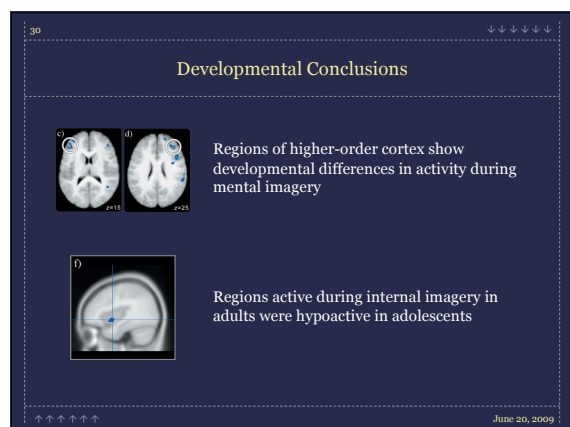 30
↓ ↓ ↓ ↓ ↓ ↓
Developmental Conclusions
c)
d)
z=15
z=25
Regions of higher-order cortex show
developmental differences in activity during
mental imagery
f)
Regions active during internal imagery in
adults were hypoactive in adolescents
↑ ↑ ↑ ↑ ↑ ↑
June 20, 2009